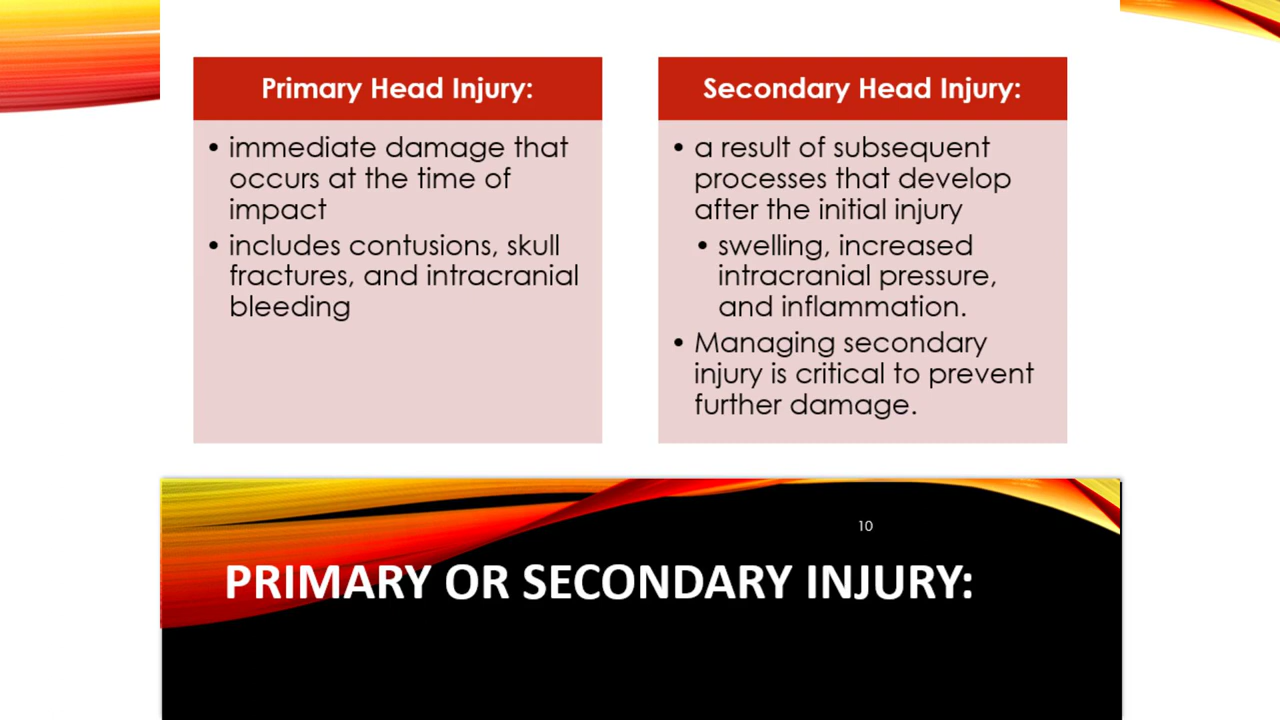 Primary Head Injury:
• immediate damage that
occurs at the time of
impact
• includes contusions, skull
fractures, and intracranial
bleeding
Secondary Head Injury:
• a result of subsequent
processes that develop
after the initial injury
• swelling, increased
intracranial pressure,
and inflammation.
• Managing secondary
injury is critical to prevent
further damage.
10
PRIMARY OR SECONDARY INJURY: